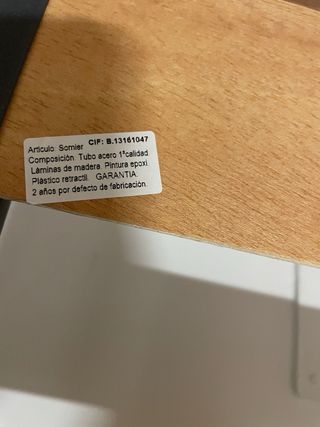 Articulo Somier CIF: B.13161047
Composición. Tubo acero 1ªcalidad
Láminas de madera. Pintura epoxi.
Plástico retractil. GARANTIA:
2 años por defecto de fabricación.